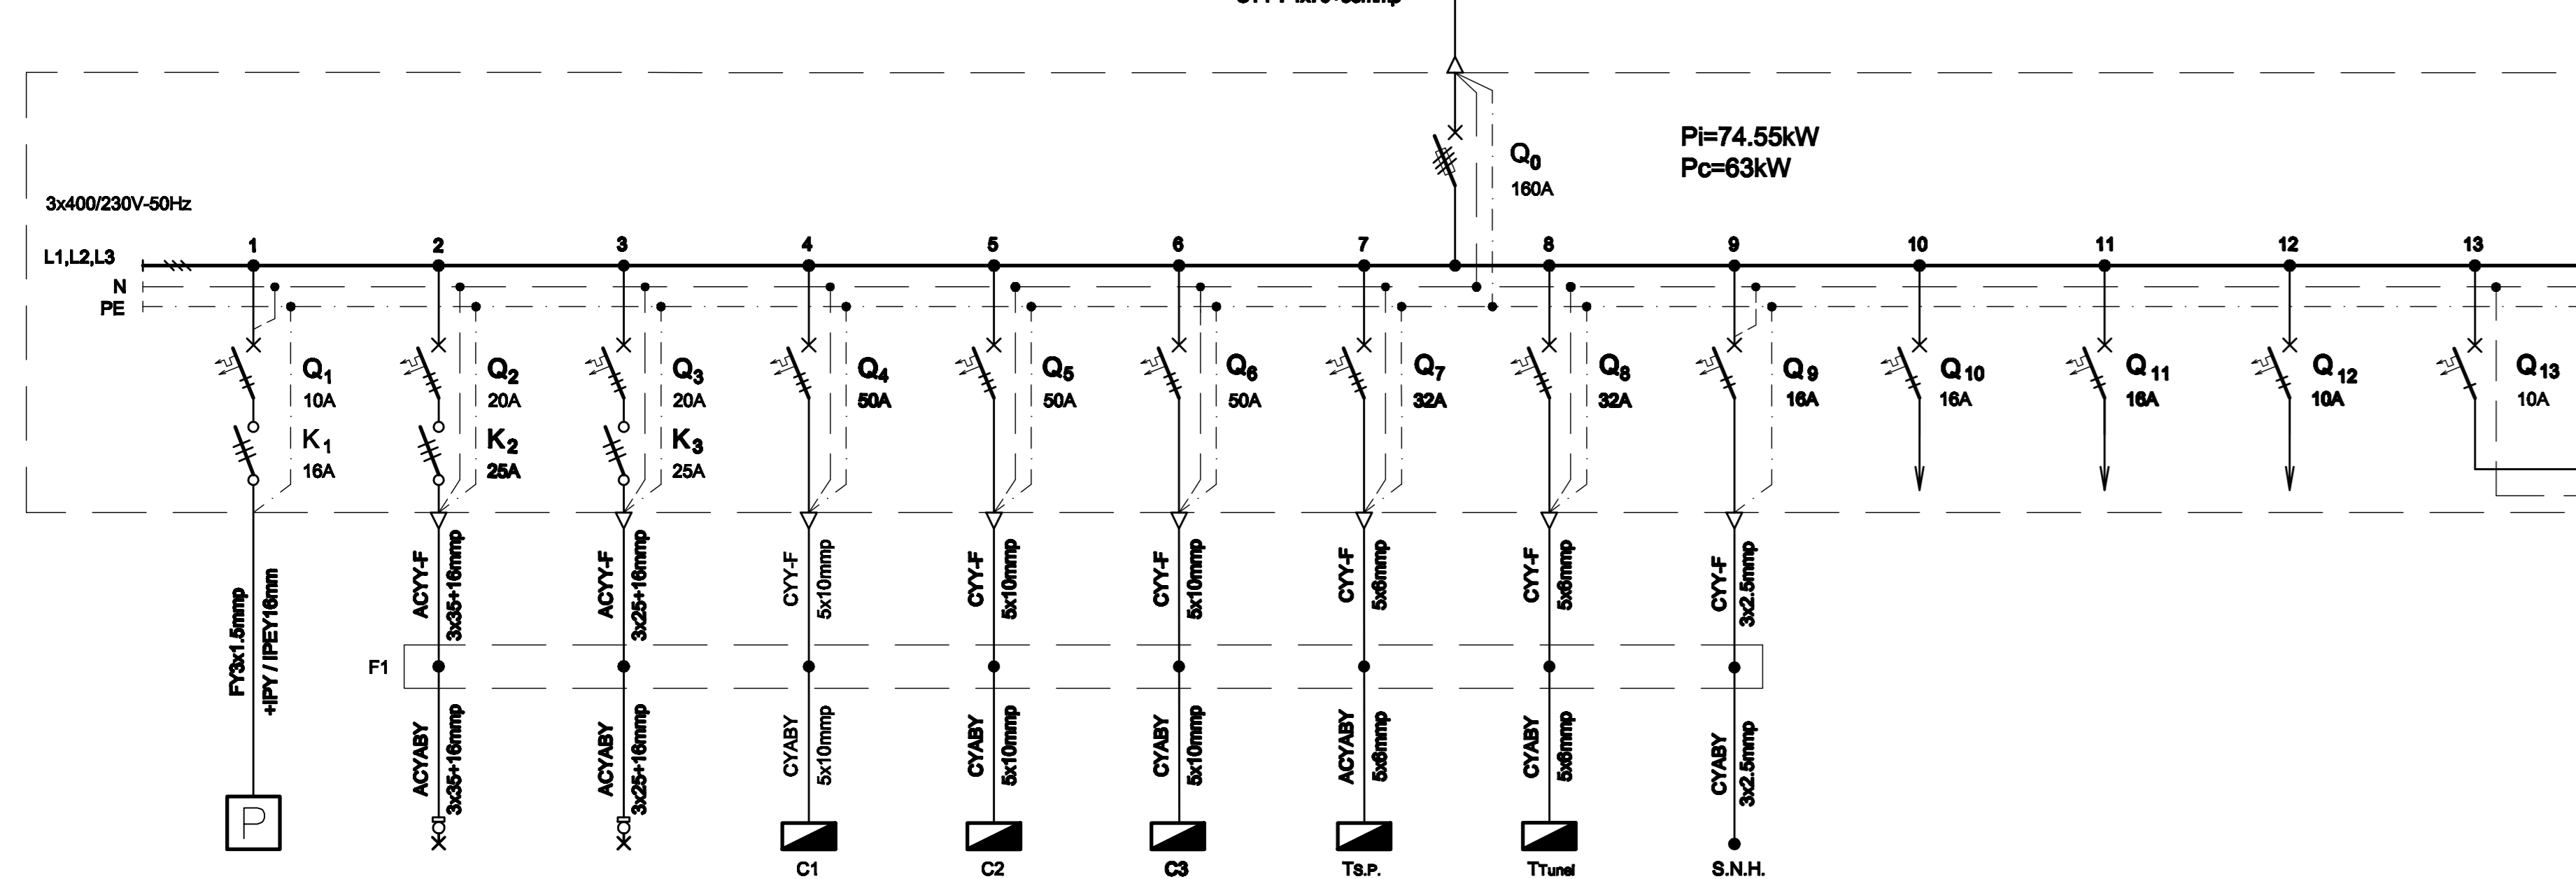 Pi=74.55kW
Pc=63kW
Q0
160A
3x400/230V-50Hz
L1,L2,L3
N
PE
1 2 3 4 5 6 7 8 9 10 11 12 13
Q1
10A
K1
16A
Q2
20A
K2
25A
Q3
20A
K3
25A
Q4
50A
Q5
50A
Q6
50A
Q7
32A
Q8
32A
Q9
16A
Q10
16A
Q11
16A
Q12
10A
Q13
10A
FY3x1.5mmp
+IPY / IPEY16mm
ACYY-F
3x35+16mmp
ACYY-F
3x25+16mmp
CYY-F
5x10mmp
CYY-F
5x10mmp
CYY-F
5x10mmp
CYY-F
5x6mmp
CYY-F
5x6mmp
CYY-F
3x2.5mmp
F1
ACYABY
3x35+16mmp
ACYABY
3x25+16mmp
CYABY
5x10mmp
CYABY
5x10mmp
CYABY
5x10mmp
ACYABY
5x6mmp
CYABY
5x6mmp
CYABY
3x2.5mmp
P
C1
C2
C3
TS.P.
TTunel
S.N.H.